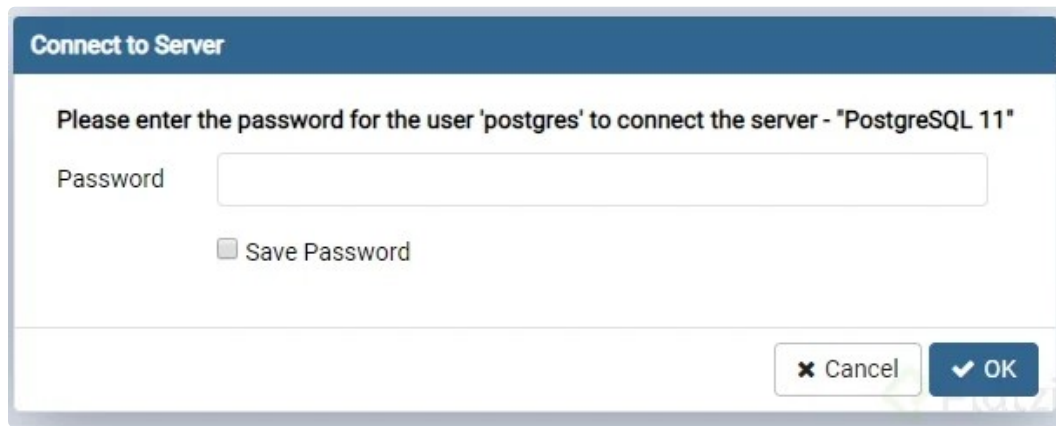 Connect to Server
Please enter the password for the user 'postgres' to connect the server - "PostgreSQL 11"
Password
Save Password
Cancel
OK
Platzi